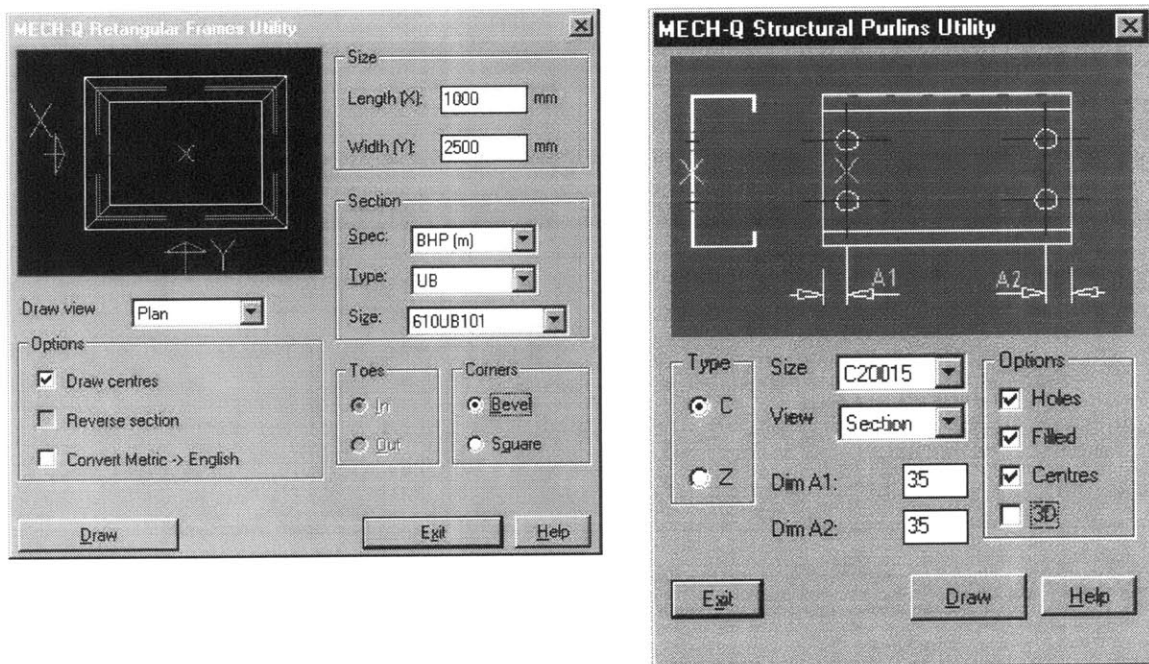 MECH-Q Retangular Frames Utility
X
Y
Size
Length (X): 1000 mm
Width (Y): 2500 mm
Section
Spec: BHP (m)
Type: UB
Size: 610UB101
Draw view Plan
Options
Draw centres
Reverse section
Convert Metric -> English
Toes
In
Out
Corners
Bevel
Square
Draw
Exit
Help
MECH-Q Structural Purlins Utility
A1
A2
Type
C
Z
Size C20015
View Section
Dim A1: 35
Dim A2: 35
Options
Holes
Filled
Centres
3D
Exit
Draw
Help